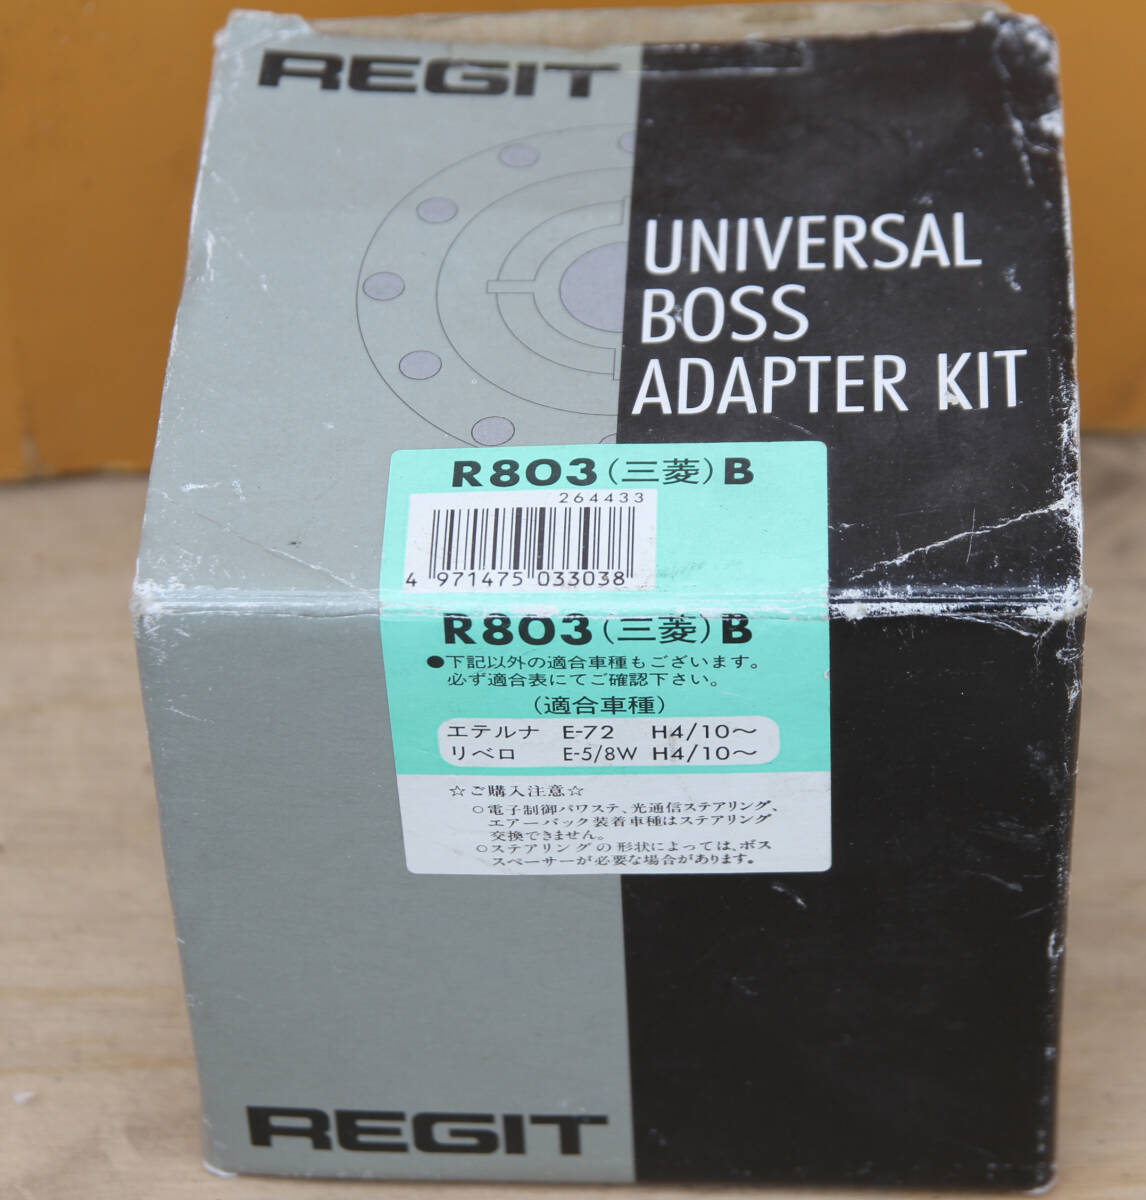 REGIT
UNIVERSAL
BOSS
ADAPTER KIT
R803(三菱)B
264433
4 971475 033038
R803(三菱)B
●下記以外の適合車種もございます。
必ず適合表にてご確認下さい。
(適合車種)
エテルナ E-72 H4/10〜
リベロ E-5/8W H4/10〜
☆ご購入注意☆
○電子制御パワステ、光通信ステアリング、
エアーバック装着車種はステアリング
交換できません。
○ステアリングの形状によっては、ボス
スペーサーが必要な場合があります。
REGIT